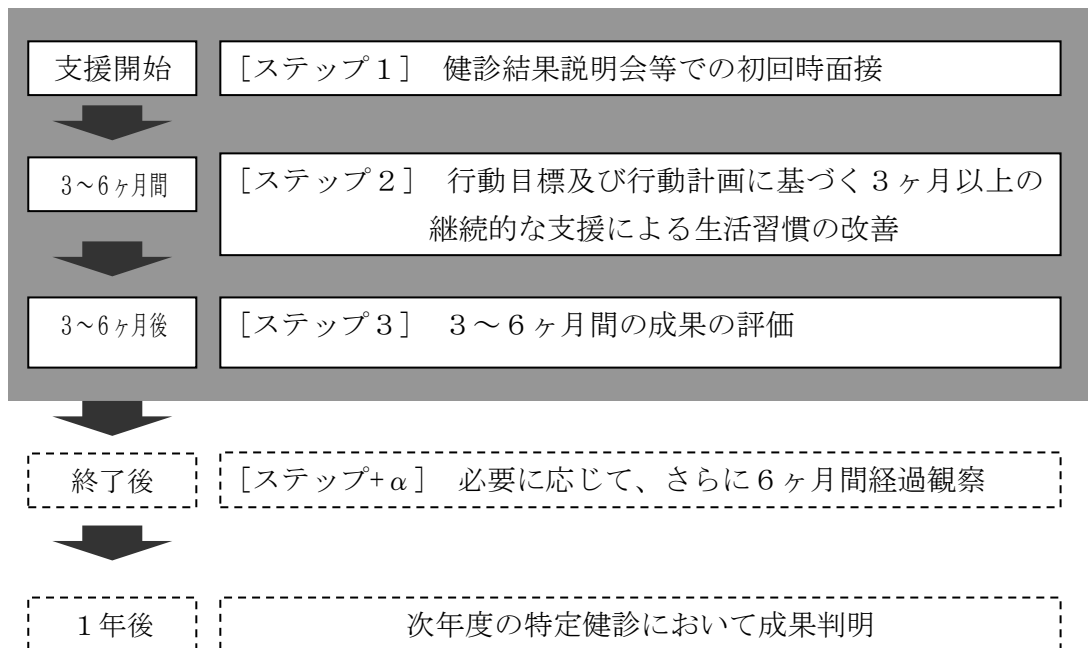 支援開始
[ステップ1] 健診結果説明会等での初回時面接
3~6ヶ月間
[ステップ2] 行動目標及び行動計画に基づく3ヶ月以上の
継続的な支援による生活習慣の改善
3~6ヶ月後
[ステップ3] 3~6ヶ月間の成果の評価
終了後
[ステップ+α] 必要に応じて、さらに6ヶ月間経過観察
1年後
次年度の特定健診において成果判明